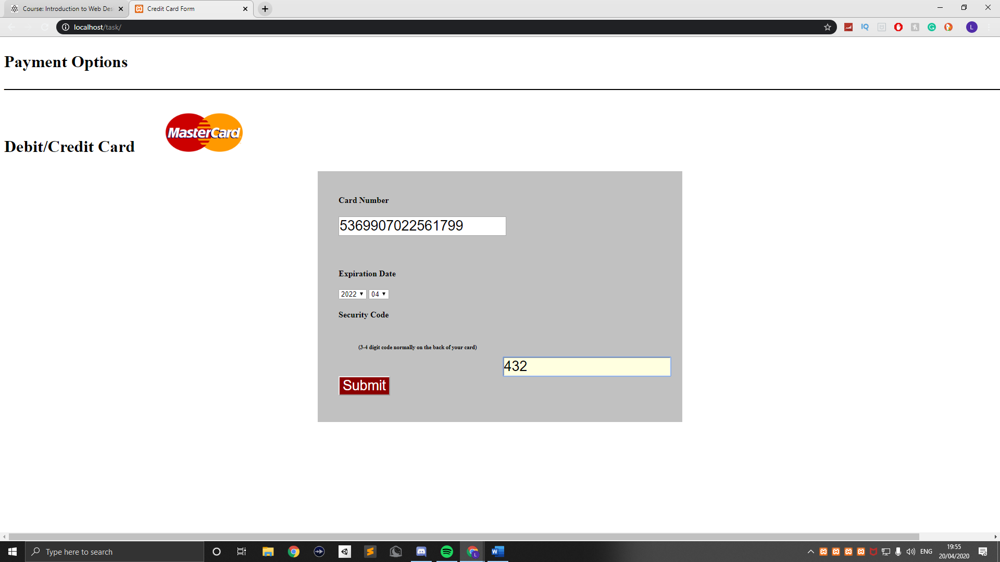 Course: Introduction to Web Des
Credit Card Form
localhost/task/
IQ
L
Payment Options
MasterCard
Debit/Credit Card
Card Number
5369907022561799
Expiration Date
2022 04
Security Code
(3-4 digit code normally on the back of your card)
432
Submit
Type here to search
ENG
19:55
20/04/2020